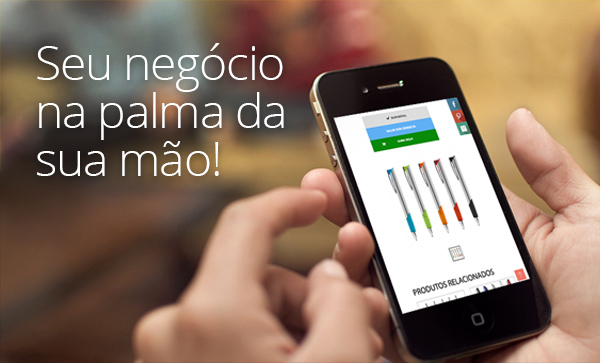 Seu negócio
na palma da
sua mão!
PRODUTOS RELACIONADOS